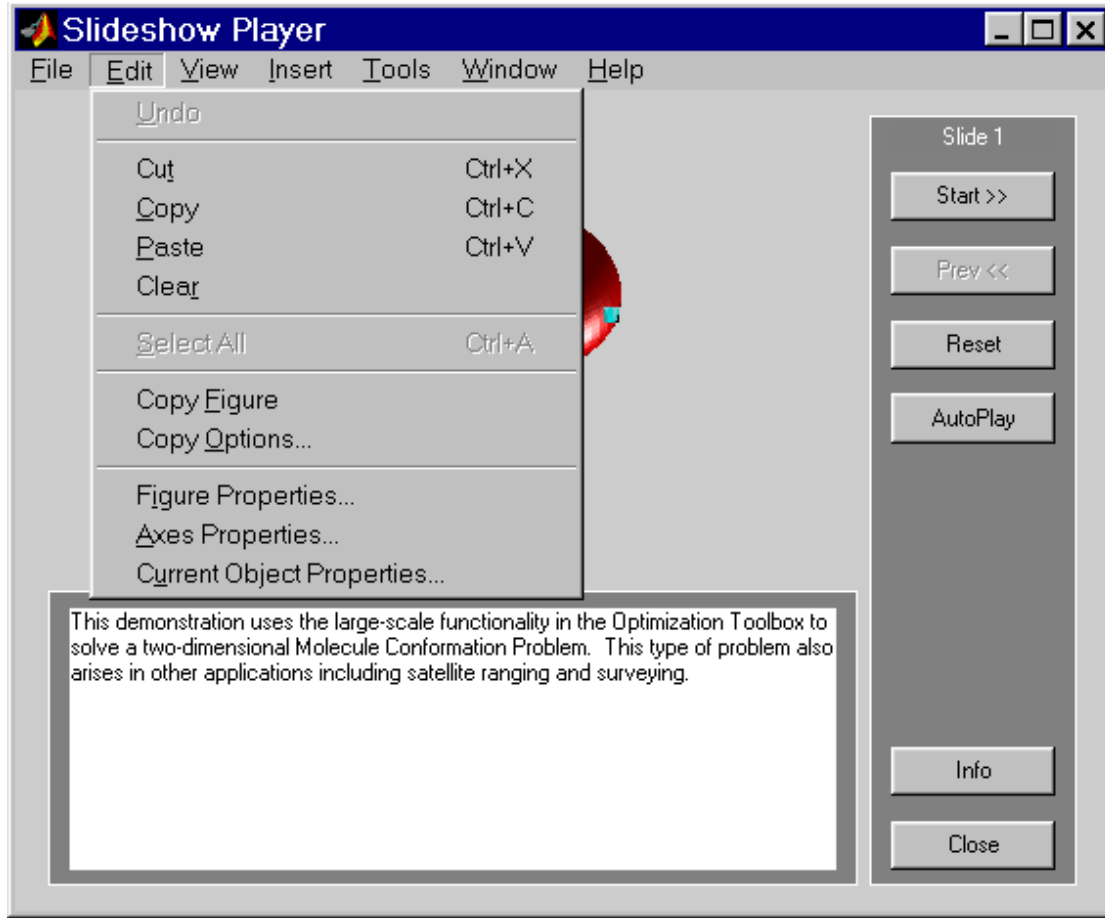 Slideshow Player
File Edit View Insert Tools Window Help
Undo
Cut Ctrl+X
Copy Ctrl+C
Paste Ctrl+V
Clear
Select All Ctrl+A
Copy Figure
Copy Options...
Figure Properties...
Axes Properties...
Current Object Properties...
Slide 1
Start >>
Prev <<
Reset
AutoPlay
Info
Close
This demonstration uses the large-scale functionality in the Optimization Toolbox to
solve a two-dimensional Molecule Conformation Problem.  This type of problem also
arises in other applications including satellite ranging and surveying.